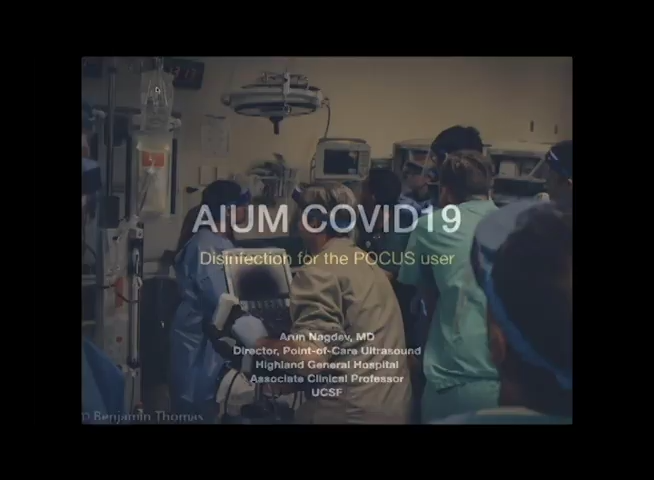 AIUM COVID19
Disinfection for the POCUS user
Arun Nagdev, MD
Director, Point-of-Care Ultrasound
Highland General Hospital
Associate Clinical Professor
UCSF
© Benjamin Thomas